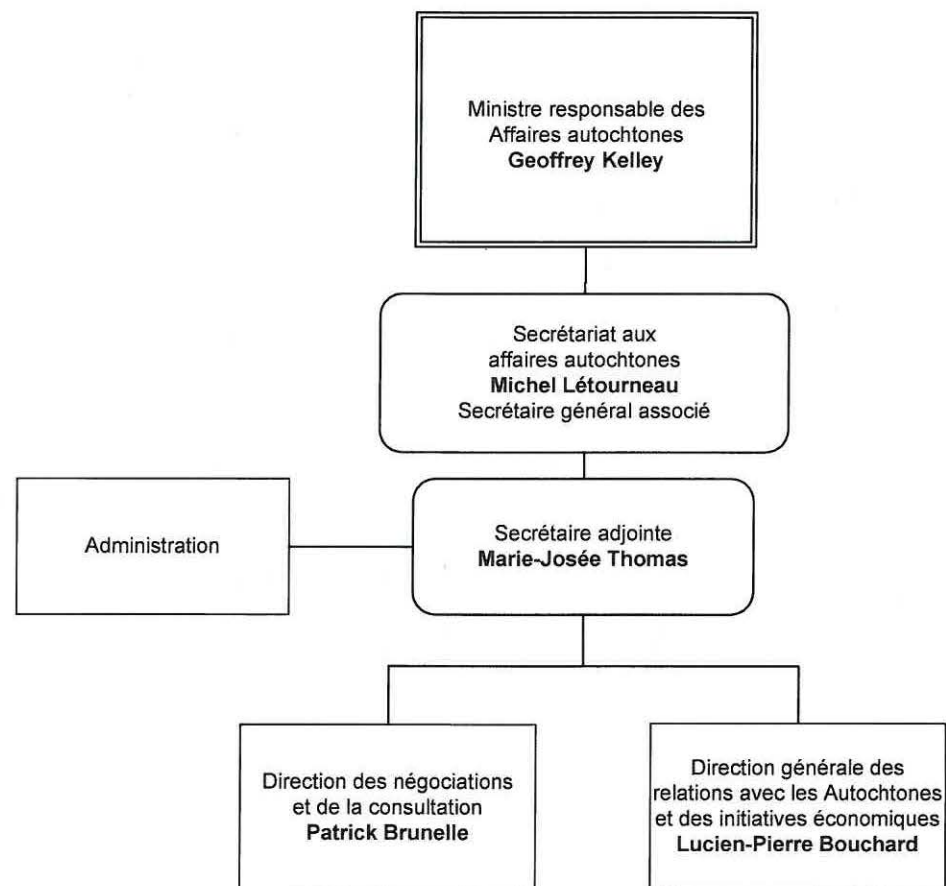 Ministre responsable des
Affaires autochtones
Geoffrey Kelley
Secrétariat aux
affaires autochtones
Michel Létourneau
Secrétaire général associé
Administration
Secrétaire adjointe
Marie-Josée Thomas
Direction des négociations
et de la consultation
Patrick Brunelle
Direction générale des
relations avec les Autochtones
et des initiatives économiques
Lucien-Pierre Bouchard